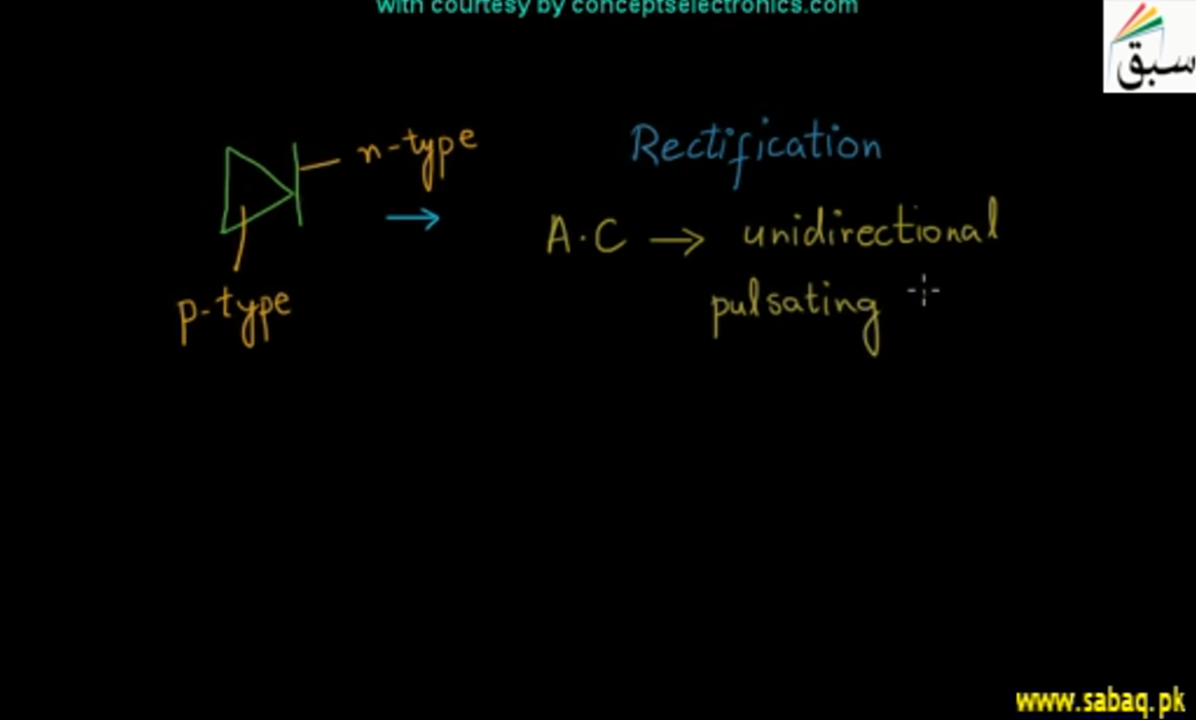 with courtesy by conceptselectronics.com
سبق
n-type
p-type
Rectification
A.C → unidirectional
pulsating
www.sabaq.pk